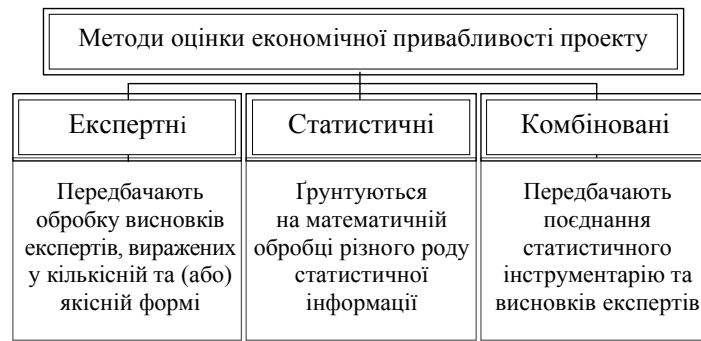 Методи оцінки економічної привабливості проекту
Експертні
Статистичні
Комбіновані
Передбачають
обробку висновків
експертів, виражених
у кількісній та (або)
якісній формі
Ґрунтуються
на математичній
обробці різного роду
статистичної
інформації
Передбачають
поєднання
статистичного
інструментарію та
висновків експертів